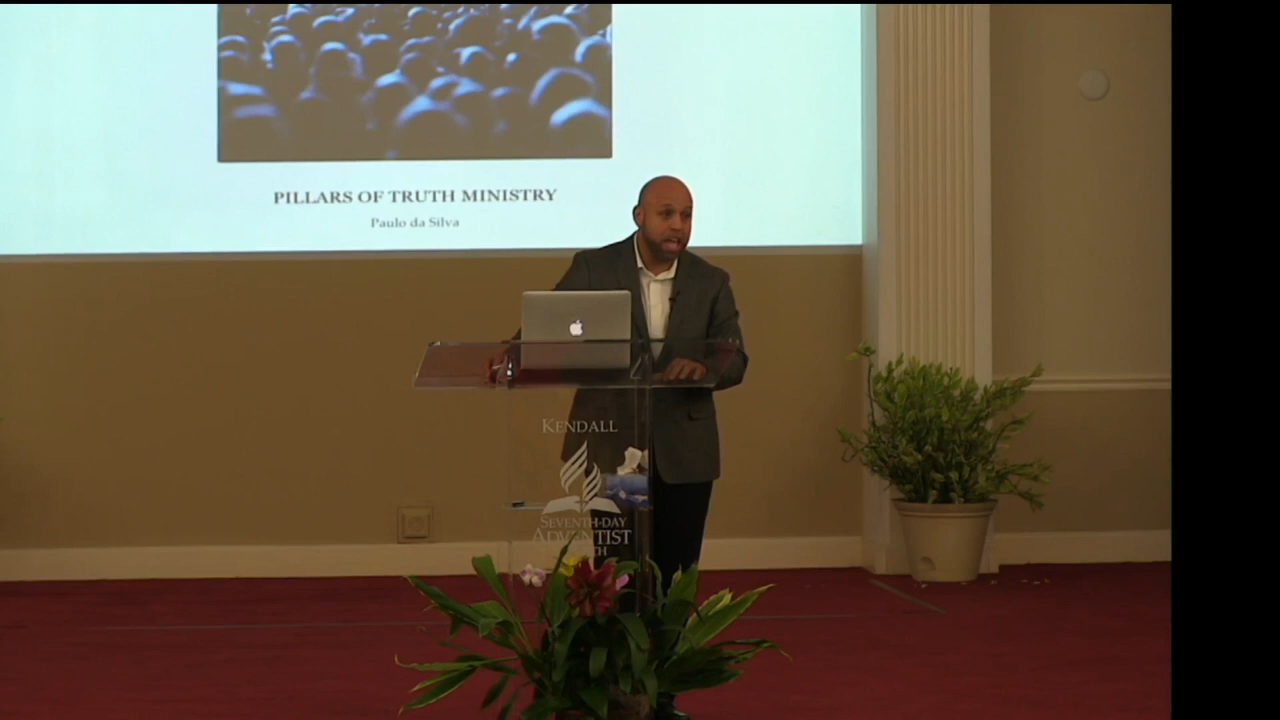 PILLARS OF TRUTH MINISTRY
Paulo da Silva
KENDALL
SEVENTH-DAY
ADVENTIST